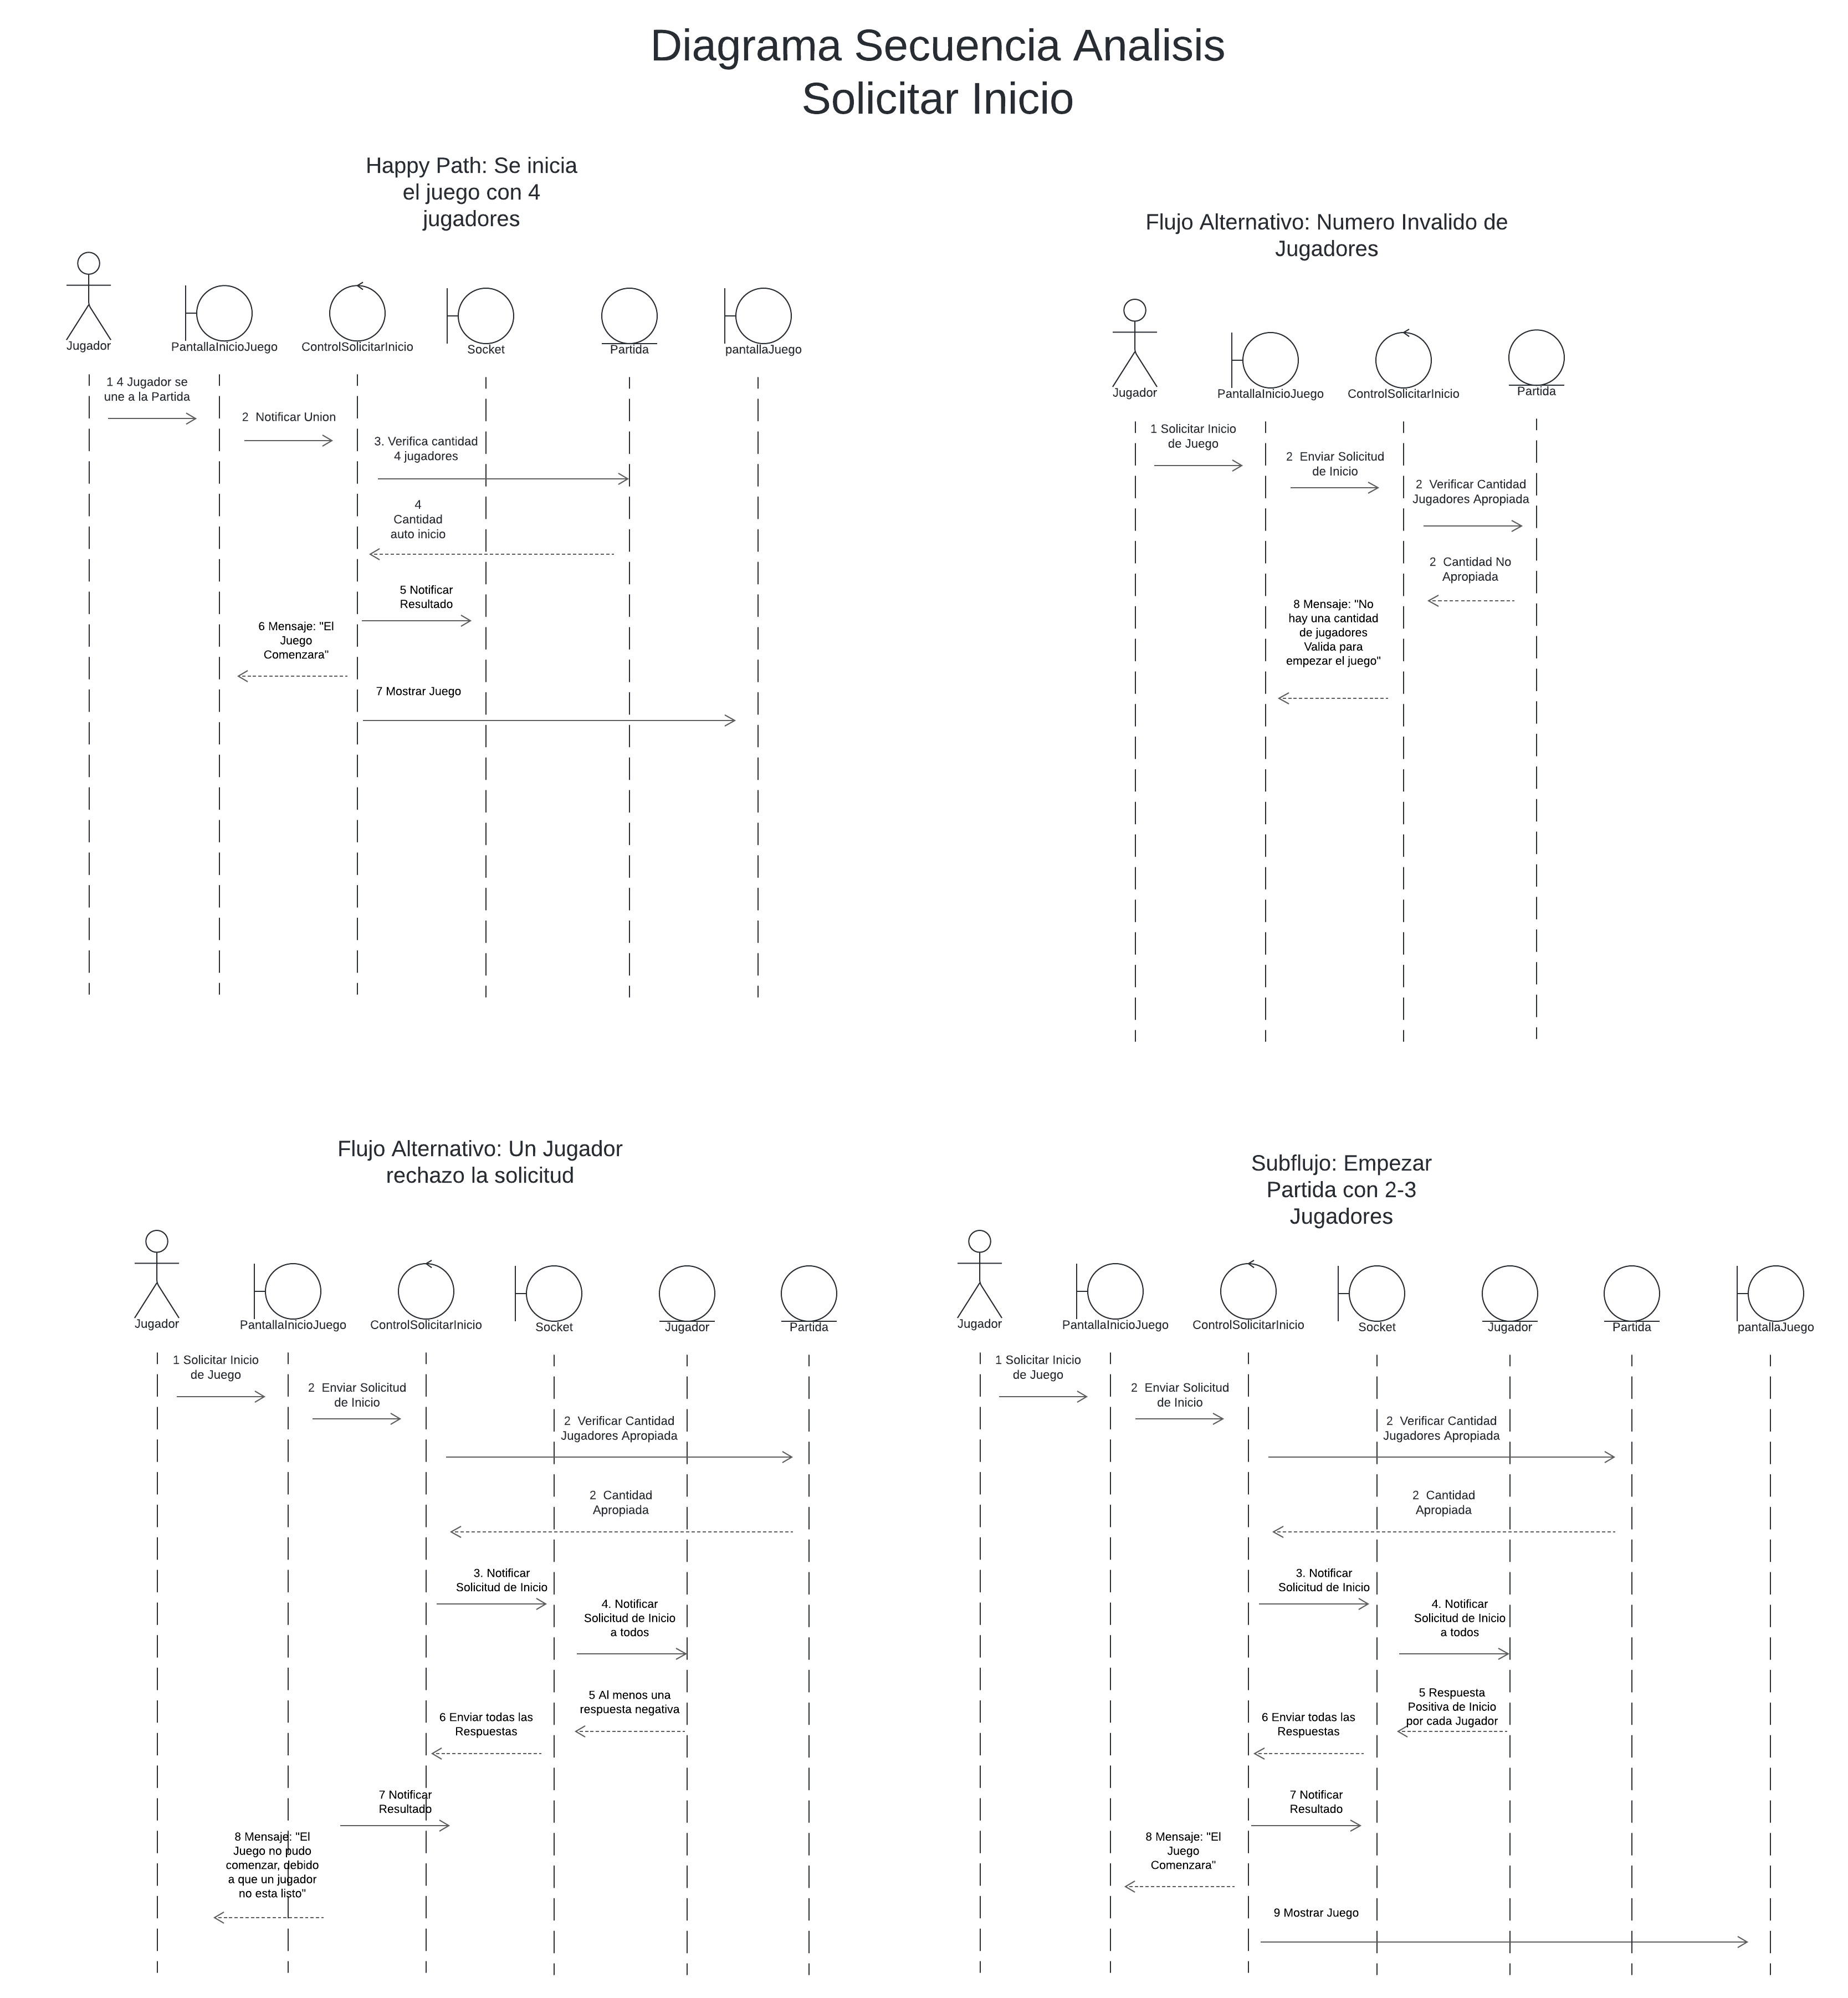 Diagrama Secuencia Analisis
Solicitar Inicio
Happy Path: Se inicia
el juego con 4
jugadores
Jugador
PantallaInicioJuego
ControlSolicitarInicio
Socket
Partida
pantallaJuego
1 4 Jugador se
une a la Partida
2 Notificar Union
3. Verifica cantidad
4 jugadores
4
Cantidad
auto inicio
5 Notificar
Resultado
6 Mensaje: "El
Juego
Comenzara"
7 Mostrar Juego
Flujo Alternativo: Numero Invalido de
Jugadores
Jugador
PantallaInicioJuego
ControlSolicitarInicio
Partida
1 Solicitar Inicio
de Juego
2 Enviar Solicitud
de Inicio
2 Verificar Cantidad
Jugadores Apropiada
2 Cantidad No
Apropiada
8 Mensaje: "No
hay una cantidad
de jugadores
Valida para
empezar el juego"
Flujo Alternativo: Un Jugador
rechazo la solicitud
Jugador
PantallaInicioJuego
ControlSolicitarInicio
Socket
Jugador
Partida
1 Solicitar Inicio
de Juego
2 Enviar Solicitud
de Inicio
2 Verificar Cantidad
Jugadores Apropiada
2 Cantidad
Apropiada
3. Notificar
Solicitud de Inicio
4. Notificar
Solicitud de Inicio
a todos
5 Al menos una
respuesta negativa
6 Enviar todas las
Respuestas
7 Notificar
Resultado
8 Mensaje: "El
Juego no pudo
comenzar, debido
a que un jugador
no esta listo"
Subflujo: Empezar
Partida con 2-3
Jugadores
Jugador
PantallaInicioJuego
ControlSolicitarInicio
Socket
Jugador
Partida
pantallaJuego
1 Solicitar Inicio
de Juego
2 Enviar Solicitud
de Inicio
2 Verificar Cantidad
Jugadores Apropiada
2 Cantidad
Apropiada
3. Notificar
Solicitud de Inicio
4. Notificar
Solicitud de Inicio
a todos
5 Respuesta
Positiva de Inicio
por cada Jugador
6 Enviar todas las
Respuestas
7 Notificar
Resultado
8 Mensaje: "El
Juego
Comenzara"
9 Mostrar Juego